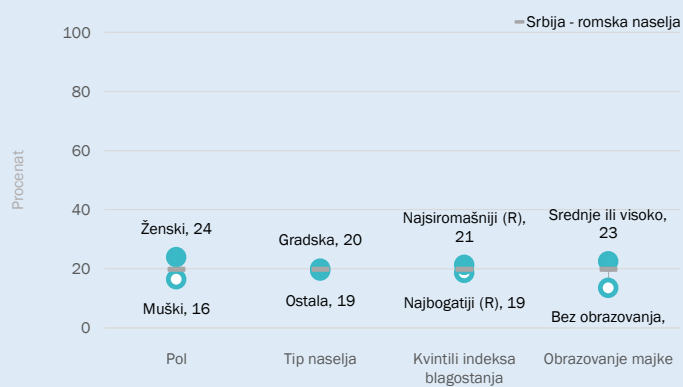 Srbija - romska naselja
Procenat
100
80
60
40
20
0
Ženski, 24
Muški, 16
Gradska, 20
Ostala, 19
Najsiromašniji (R),
21
Najbogatiji (R), 19
Srednje ili visoko,
23
Bez obrazovanja,
Pol
Tip naselja
Kvintili indeksa
blagostanja
Obrazovanje majke